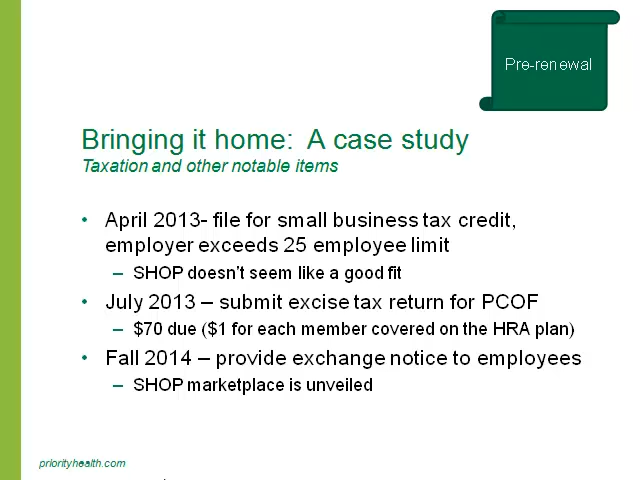 Pre-renewal
Bringing it home:  A case study
Taxation and other notable items
• April 2013- file for small business tax credit,
employer exceeds 25 employee limit
– SHOP doesn't seem like a good fit
• July 2013 – submit excise tax return for PCOF
– $70 due ($1 for each member covered on the HRA plan)
• Fall 2014 – provide exchange notice to employees
– SHOP marketplace is unveiled
priorityhealth.com